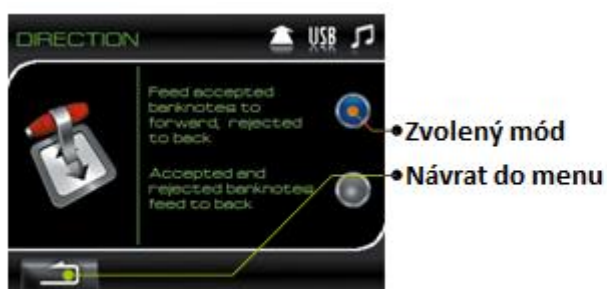 DIRECTION USB
Feed accepted
banknotes to
forward, rejected
to back
Zvolený mód
Accepted and
rejected banknotes
feed to back
Návrat do menu